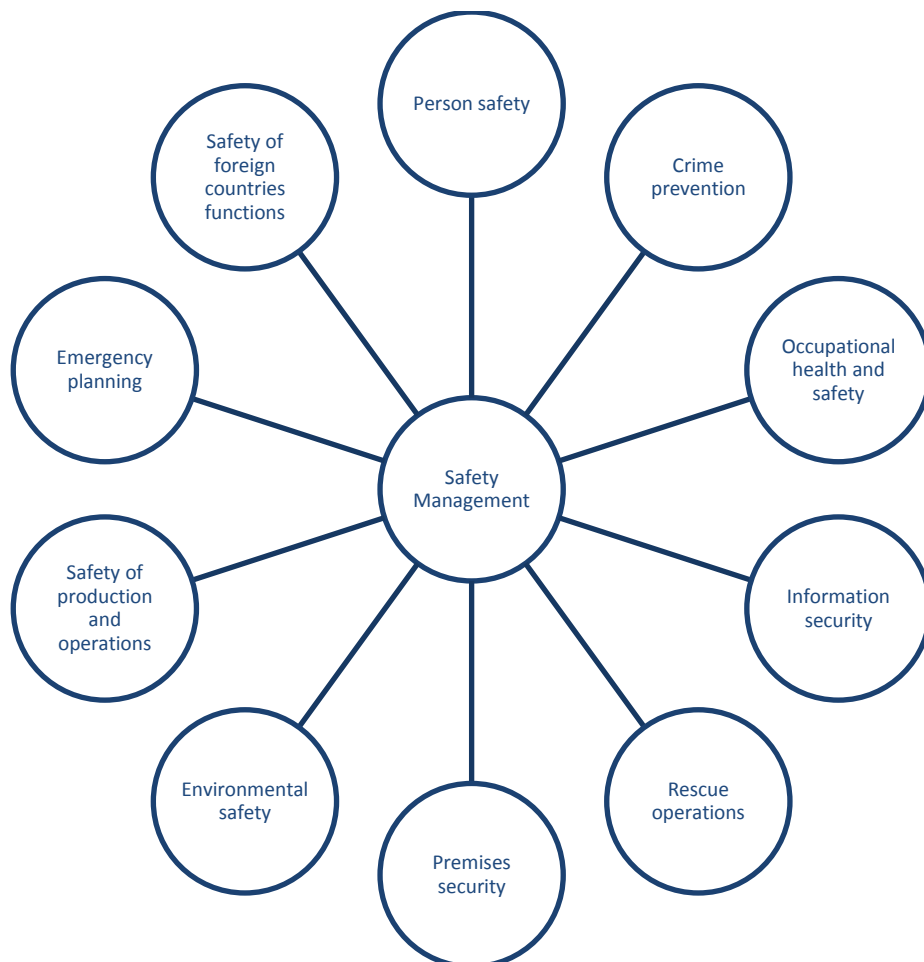 Person safety
Crime
prevention
Occupational
health and
safety
Information
security
Rescue
operations
Premises
security
Environmental
safety
Safety of
production
and
operations
Emergency
planning
Safety of
foreign
countries
functions
Safety
Management